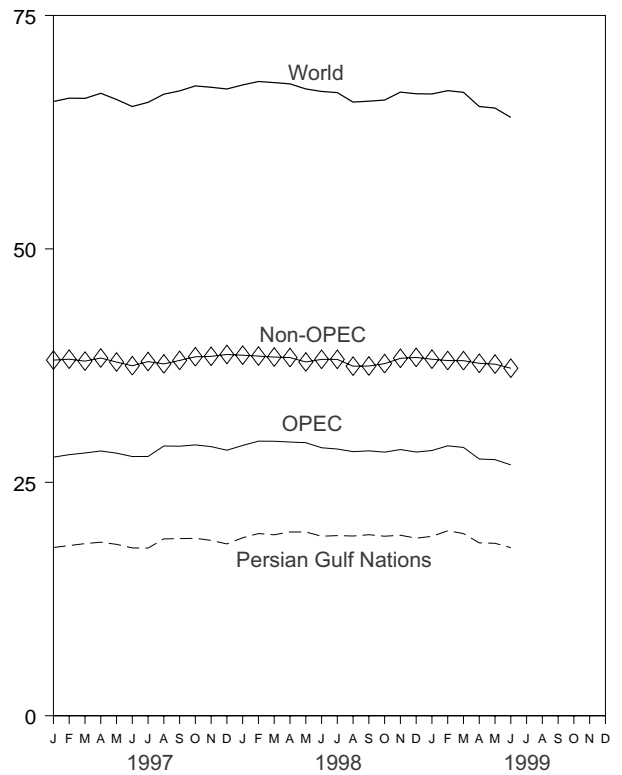 75
World
50
Non-OPEC
OPEC
25
Persian Gulf Nations
0
J F M A M J J A S O N D J F M A M J J A S O N D J F M A M J J A S O N D
1997 1998 1999